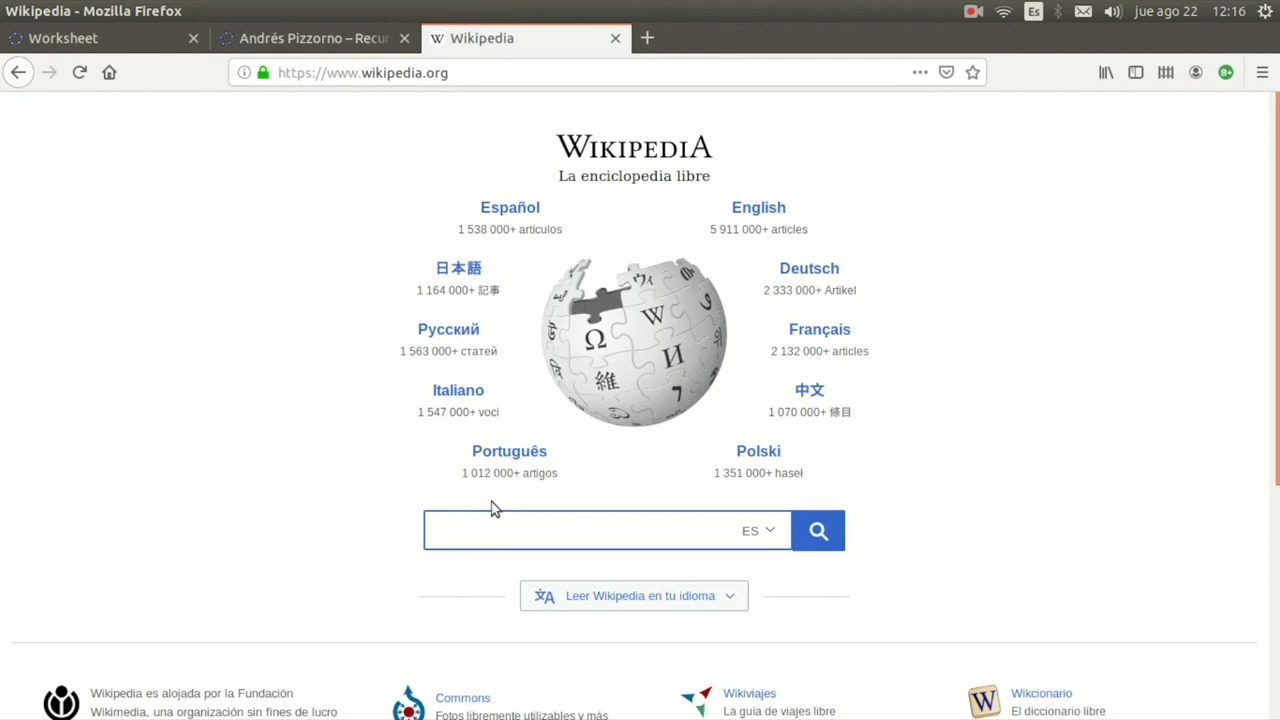 Wikipedia - Mozilla Firefox
Es
jue ago 22
12:16
Worksheet
Andrés Pizzorno – Recur
Wikipedia
https://www.wikipedia.org
WIKIPEDIA
La enciclopedia libre
Español
1 538 000+ artículos
English
5 911 000+ articles
日本語
1 164 000+ 記事
Deutsch
2 333 000+ Artikel
Русский
1 563 000+ статей
Français
2 132 000+ articles
Italiano
1 547 000+ voci
中文
1 070 000+ 條目
Português
1 012 000+ artigos
Polski
1 351 000+ haseł
ES
Leer Wikipedia en tu idioma
Wikipedia es alojada por la Fundación
Wikimedia, una organización sin fines de lucro
Commons
Fotos libremente utilizables y más
Wikiviajes
La guía de viajes libre
Wikcionario
El diccionario libre